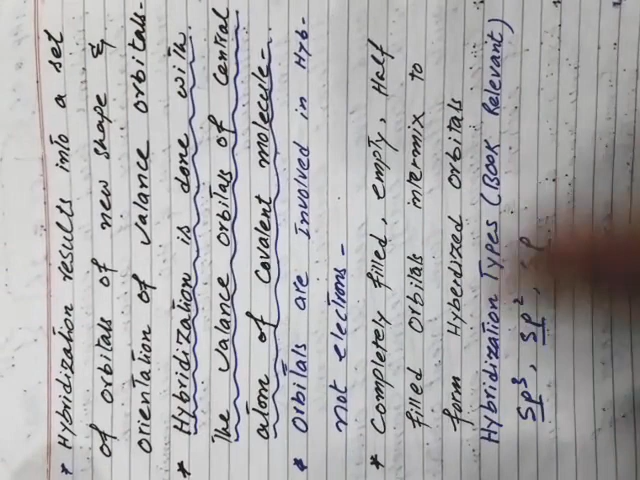 * Hybridization results into a set
of orbitals of new shape &
orientation of valance orbitals.
* Hybridization is done with
The valance orbitals of central
atom of covalent molecule-
* Orbitals are Involved in Hyb-
not electrons-
* Completely filled, empty, Half
filled orbitals intermix to
form Hyberdized orbitals
Hybridization Types (Book Relevant)
SP³, SP², SP